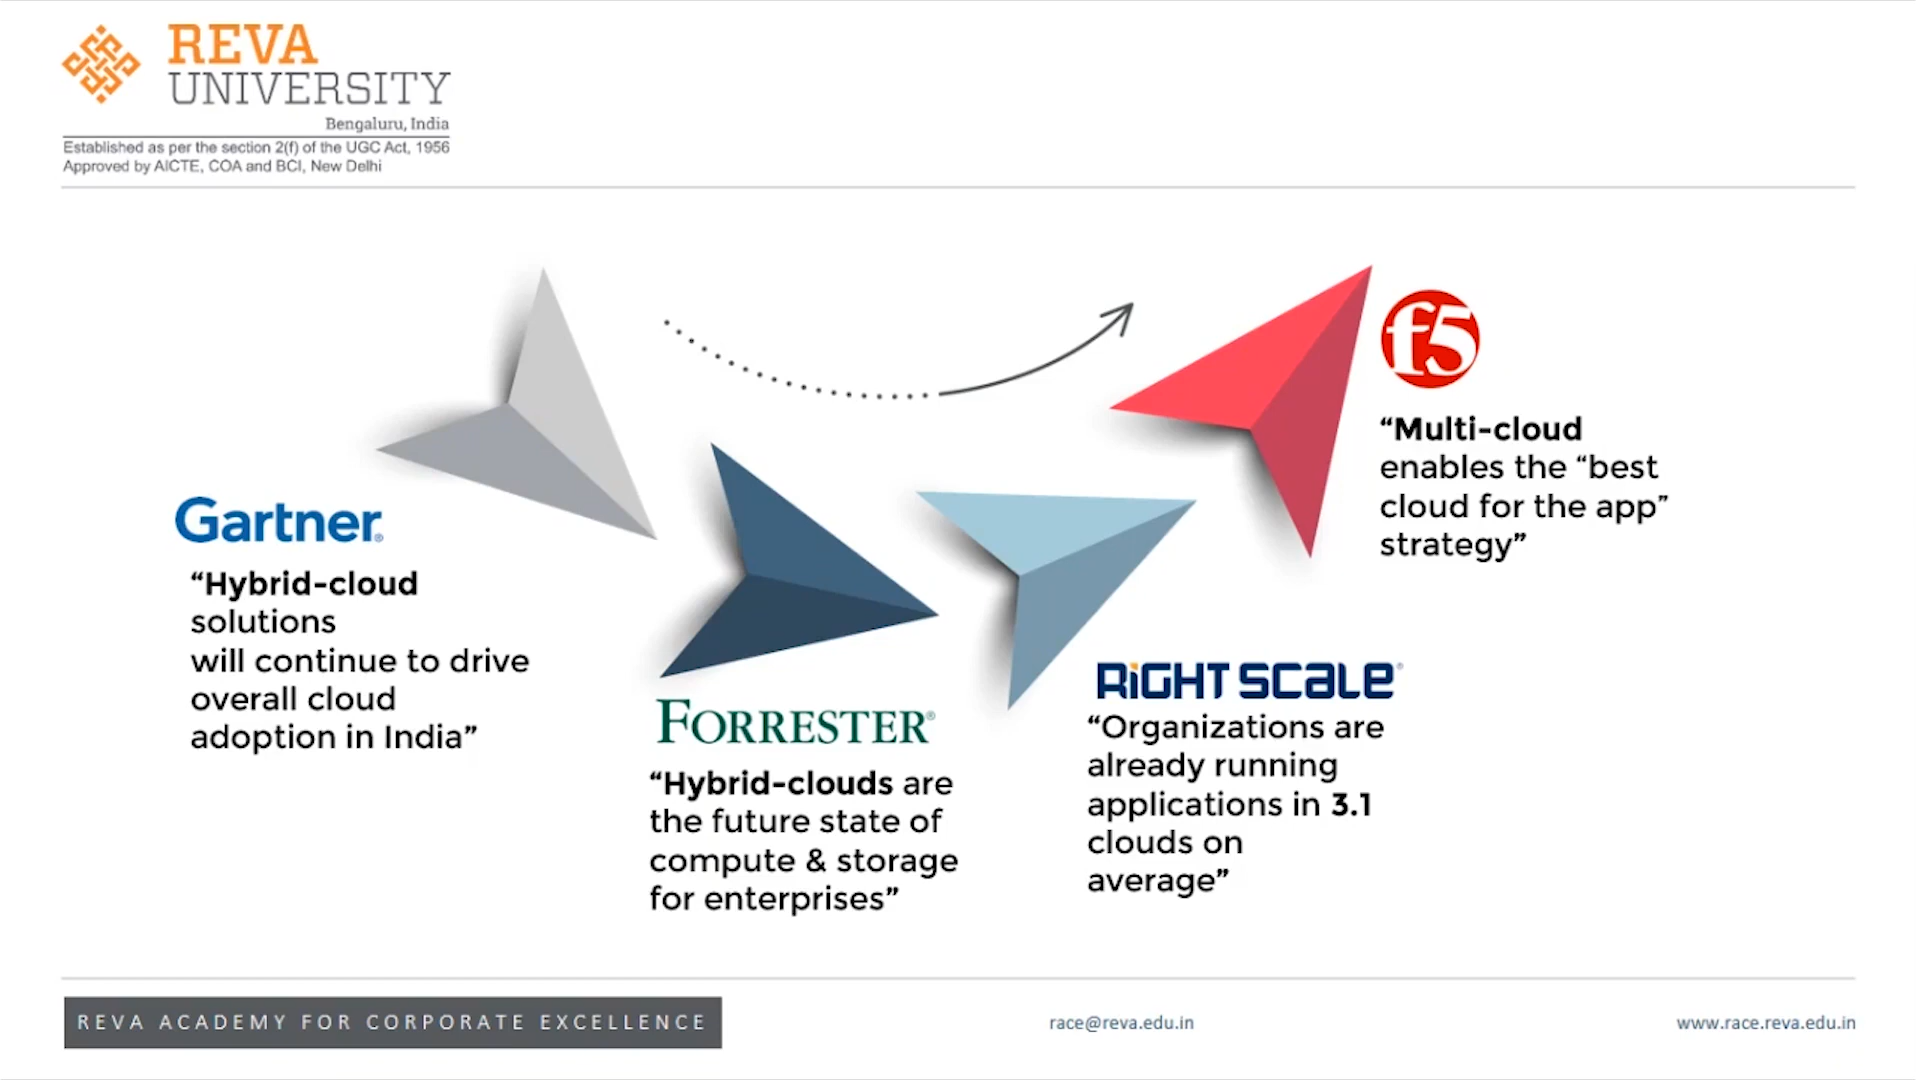 REVA
UNIVERSITY
Bengaluru, India
Established as per the section 2(f) of the UGC Act, 1956
Approved by AICTE, COA and BCI, New Delhi
Gartner®
“Hybrid-cloud
solutions
will continue to drive
overall cloud
adoption in India”
FORRESTER®
“Hybrid-clouds are
the future state of
compute & storage
for enterprises”
RiGHT SCaLe®
“Organizations are
already running
applications in 3.1
clouds on
average”
f5
“Multi-cloud
enables the “best
cloud for the app”
strategy”
REVA ACADEMY FOR CORPORATE EXCELLENCE
race@reva.edu.in
www.race.reva.edu.in